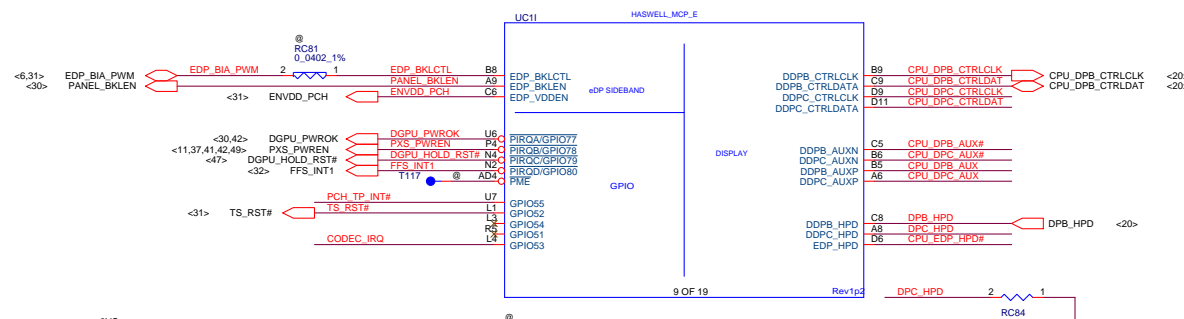 UC1I HASWELL_MCP_E
@
RC81
0_0402_1%
<6,31> EDP_BIA_PWM EDP_BIA_PWM 2 1 EDP_BKLCTL B8 EDP_BKLCTL
<30> PANEL_BKLEN PANEL_BKLEN A9 EDP_BKLEN
<31> ENVDD_PCH ENVDD_PCH C6 EDP_VDDEN
eDP SIDEBAND
B9 DDPB_CTRLCLK CPU_DPB_CTRLCLK CPU_DPB_CTRLCLK <20>
C9 DDPB_CTRLDATA CPU_DPB_CTRLDAT CPU_DPB_CTRLDAT <20>
D9 DDPC_CTRLCLK CPU_DPC_CTRLCLK
D11 DDPC_CTRLDATA CPU_DPC_CTRLDAT
<30,42> DGPU_PWROK DGPU_PWROK U6 PIRQA/GPIO77
<11,37,41,42,49> PXS_PWREN PXS_PWREN P4 PIRQB/GPIO78
<47> DGPU_HOLD_RST# DGPU_HOLD_RST# N4 PIRQC/GPIO79
<32> FFS_INT1 FFS_INT1 N2 PIRQD/GPIO80
T117 @ AD4 PME
GPIO
DISPLAY
DDPB_AUXN C5 CPU_DPB_AUX#
DDPC_AUXN B6 CPU_DPC_AUX#
DDPB_AUXP B5 CPU_DPB_AUX
DDPC_AUXP A6 CPU_DPC_AUX
PCH_TP_INT# U7 GPIO55
<31> TS_RST# TS_RST# L1 GPIO52
L3 GPIO54
R5 GPIO51
CODEC_IRQ L4 GPIO53
DDPB_HPD C8 DPB_HPD DPB_HPD <20>
DDPC_HPD A8 DPC_HPD
EDP_HPD D6 CPU_EDP_HPD#
9 OF 19 Rev1p2
DPC_HPD 2 1
RC84
@